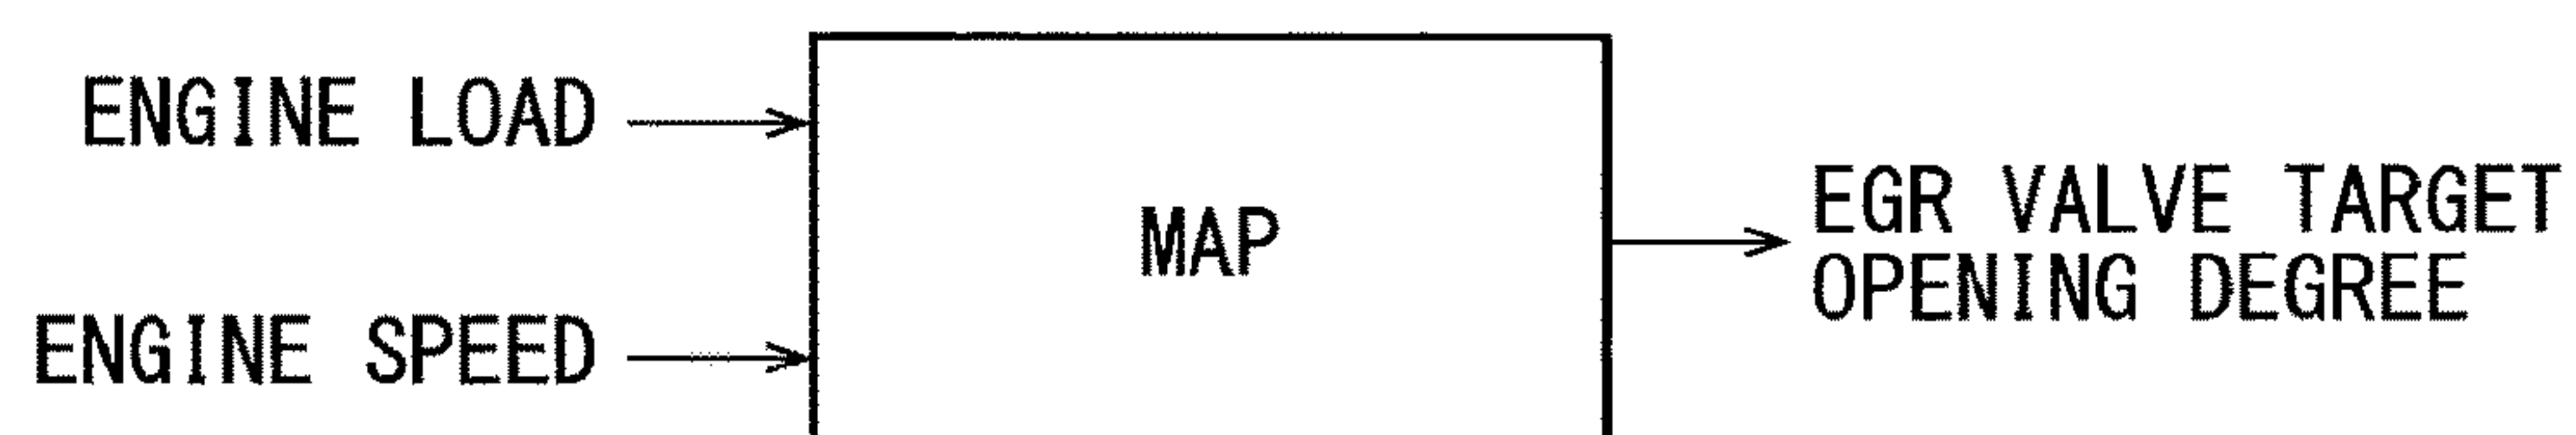 ENGINE LOAD
MAP
EGR VALVE TARGET
OPENING DEGREE
ENGINE SPEED